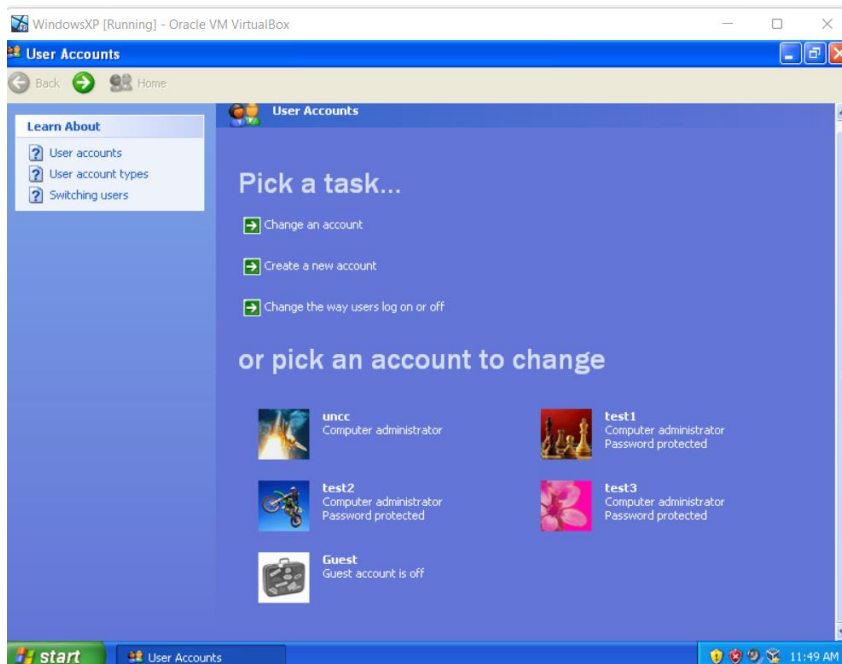 WindowsXP [Running] - Oracle VM VirtualBox
User Accounts
Back
Home
Learn About
User accounts
User account types
Switching users
User Accounts
Pick a task...
Change an account
Create a new account
Change the way users log on or off
or pick an account to change
uncc
Computer administrator
test1
Computer administrator
Password protected
test2
Computer administrator
Password protected
test3
Computer administrator
Password protected
Guest
Guest account is off
start
User Accounts
11:49 AM